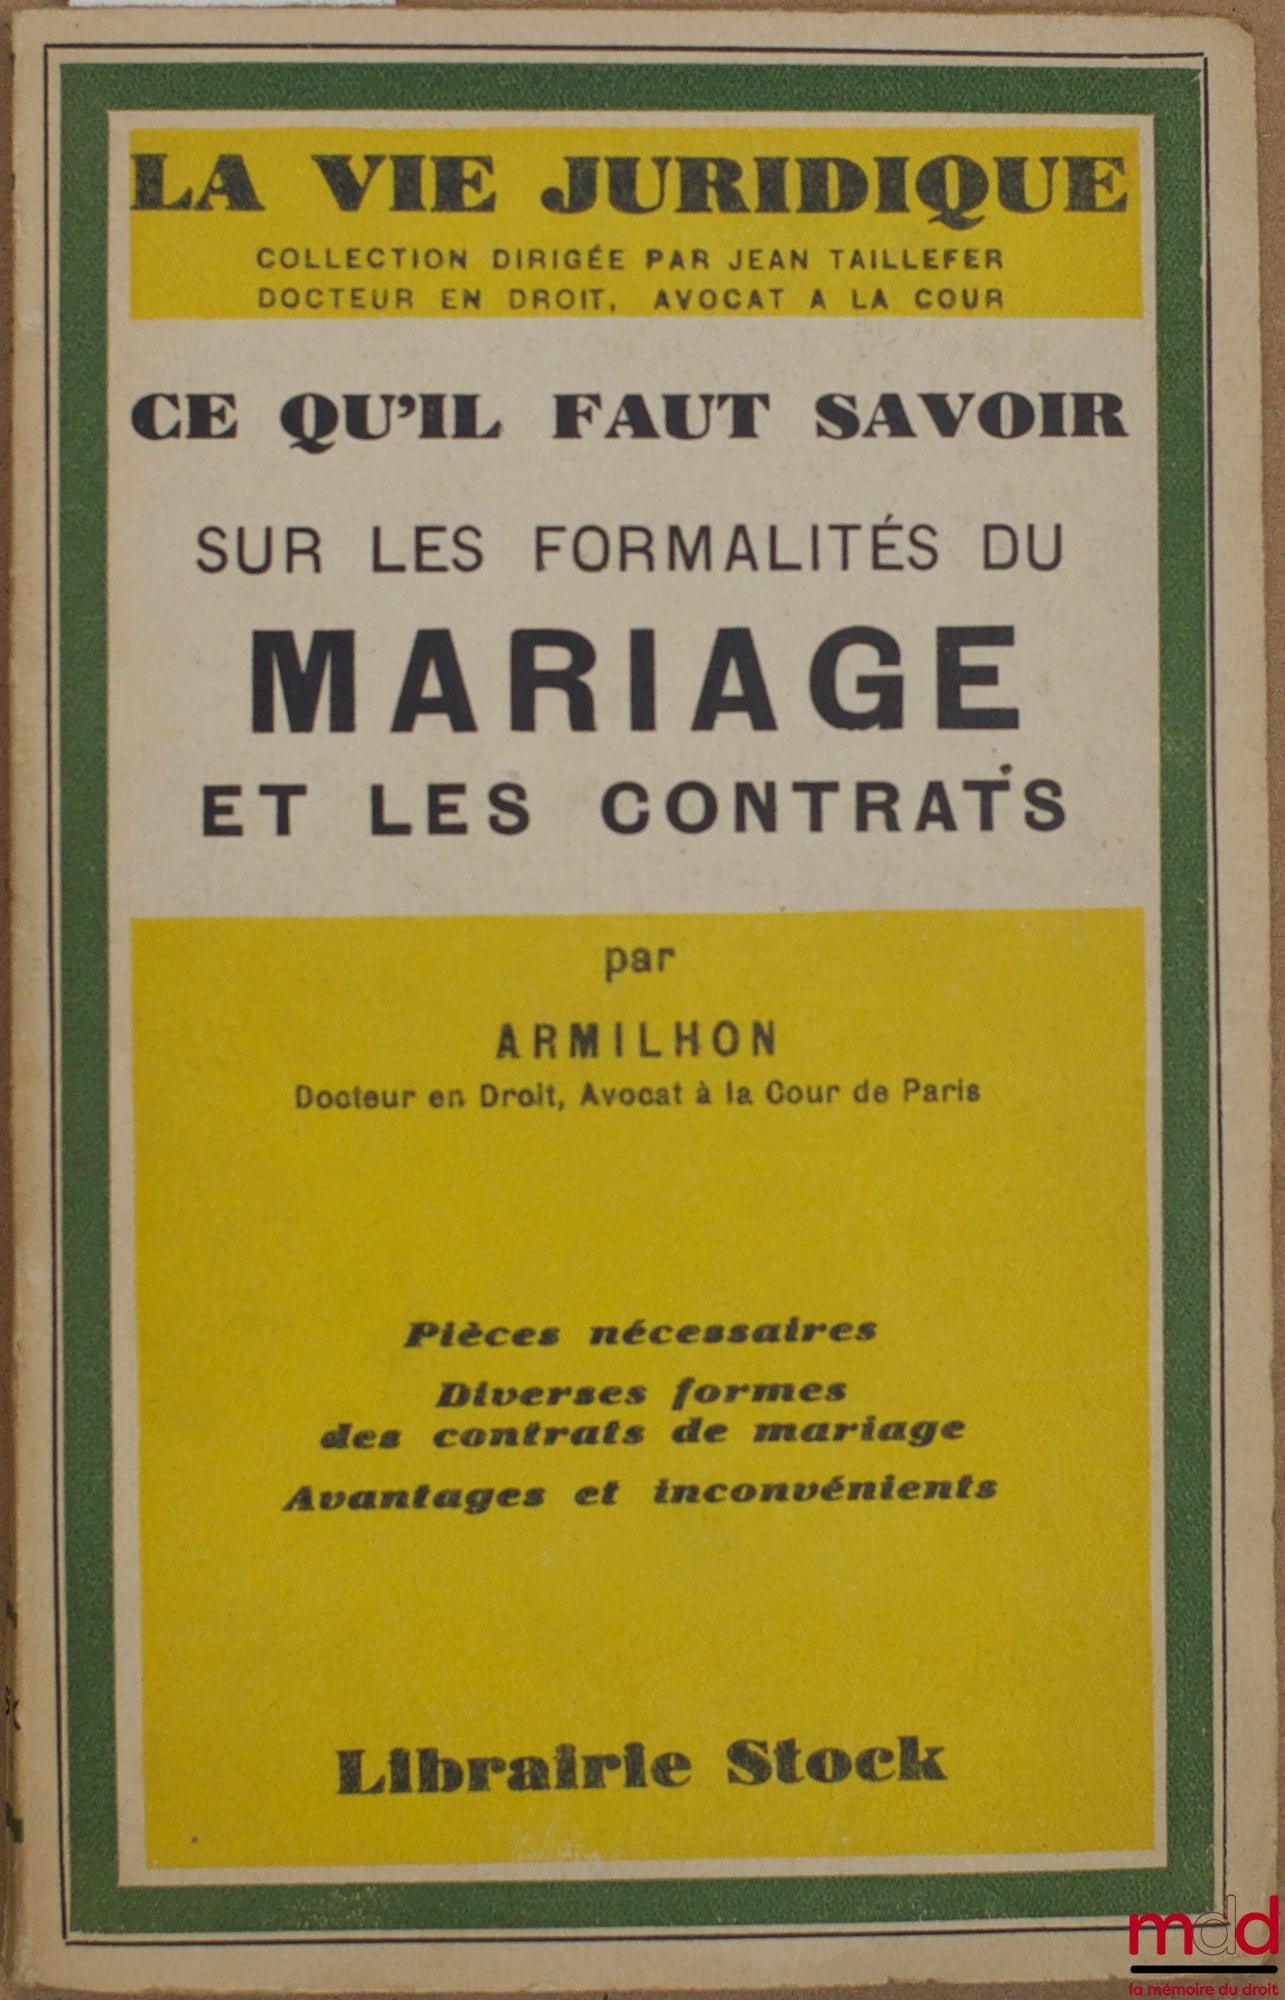 LA VIE JURIDIQUE
COLLECTION DIRIGÉE PAR JEAN TAILLEFER
DOCTEUR EN DROIT, AVOCAT A LA COUR
CE QU'IL FAUT SAVOIR
SUR LES FORMALITÉS DU
MARIAGE
ET LES CONTRATS
par
ARMILHON
Docteur en Droit, Avocat à la Cour de Paris
Pièces nécessaires
Diverses formes
des contrats de mariage
Avantages et inconvénients
Librairie Stock
mdd
la mémoire du droit